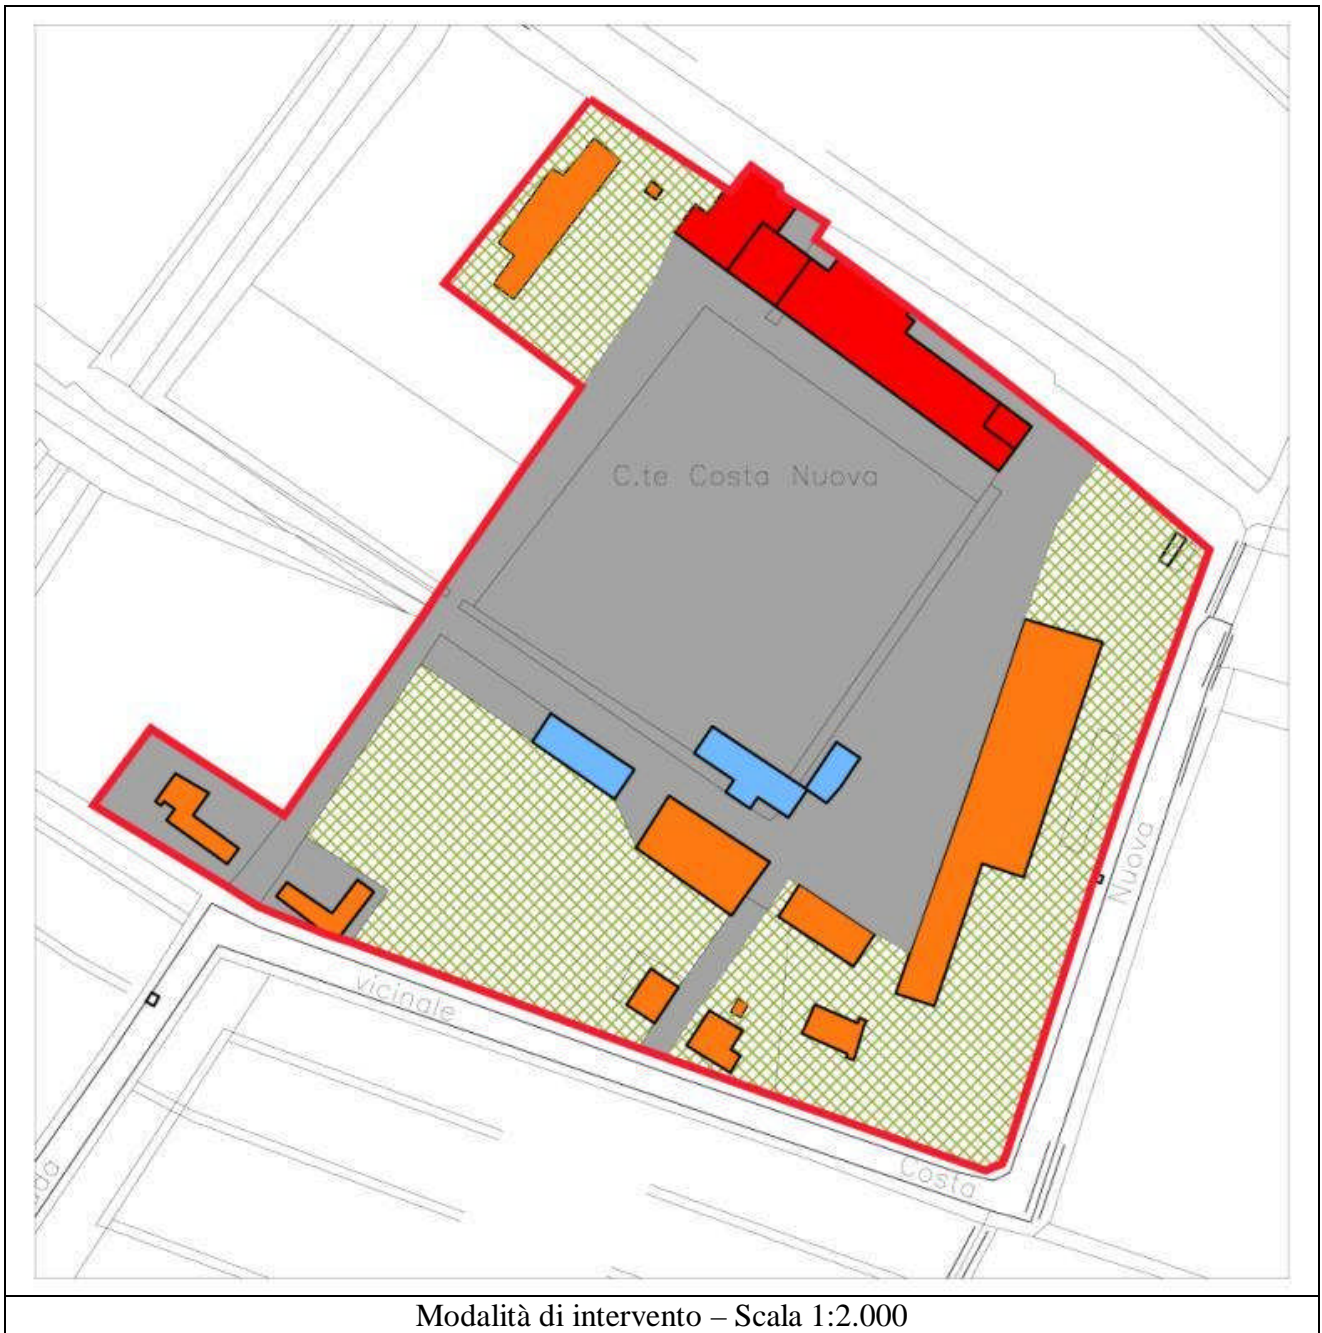 C.te Costa Nuova
Nuova
vicinale
Costa
Modalità di intervento – Scala 1:2.000